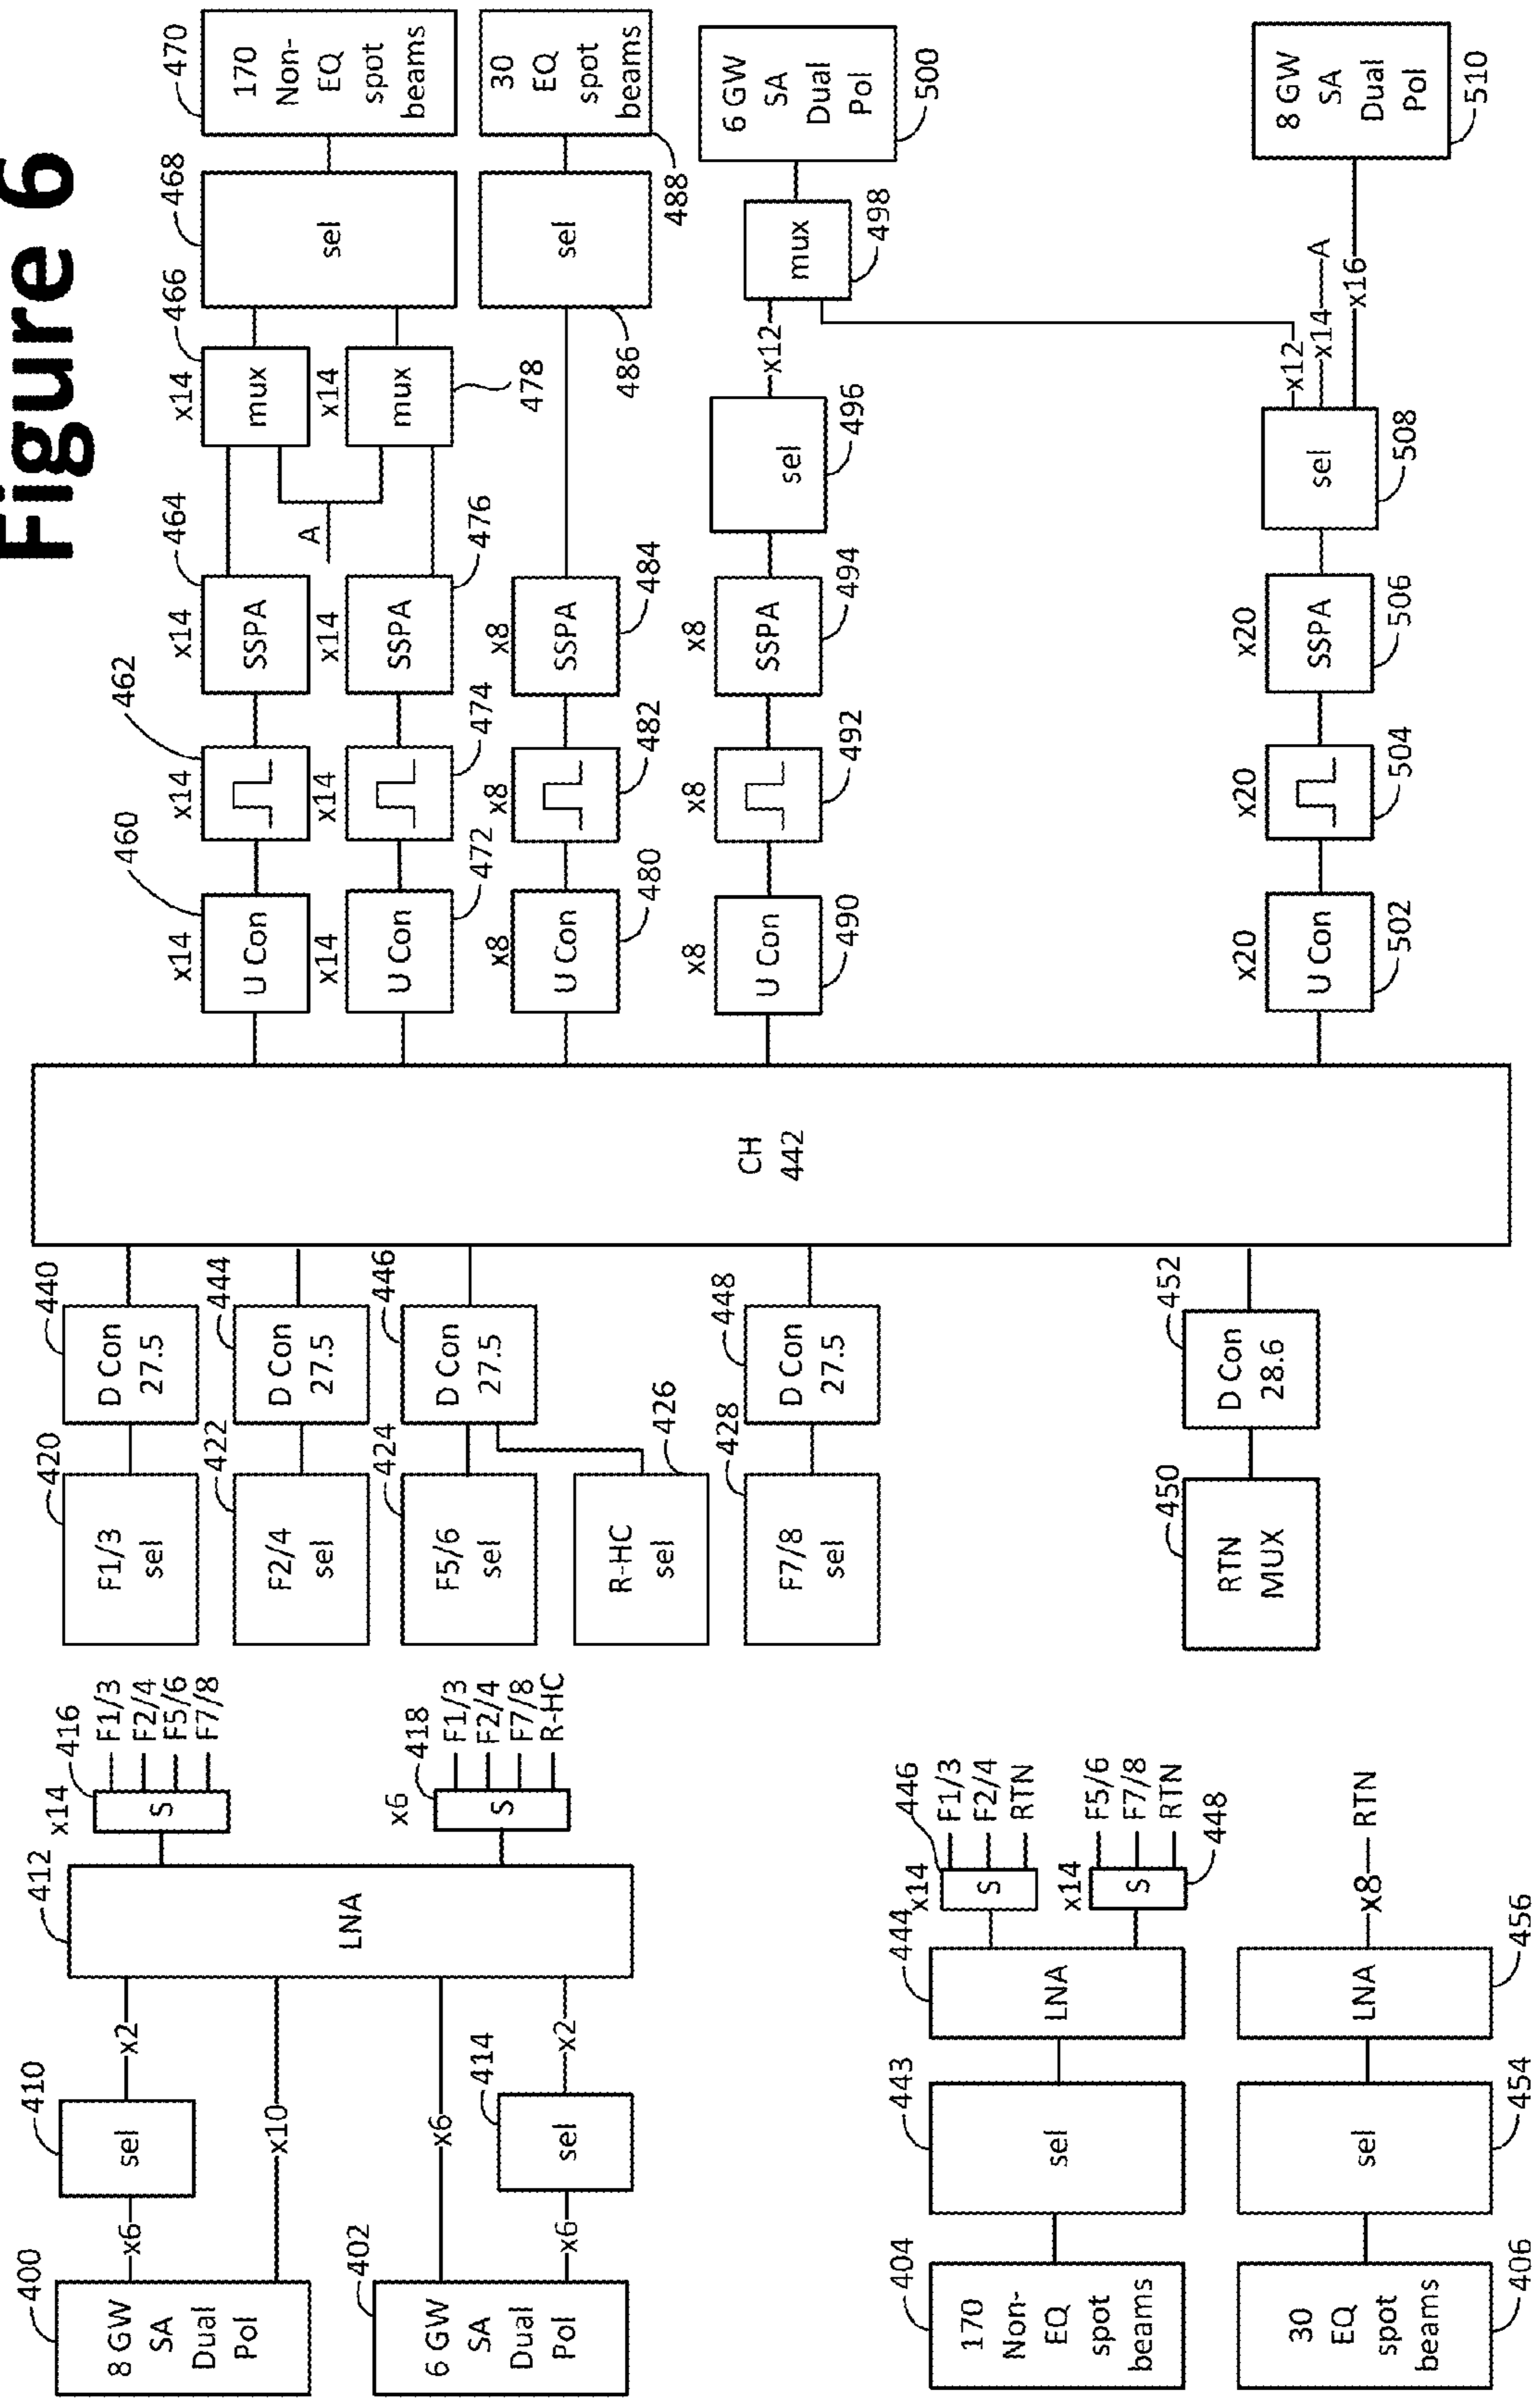 Figure 6
400
8 GW
SA
Dual
Pol
x6
410
sel
x2
x10
402
6 GW
SA
Dual
Pol
x6
x6
414
sel
x2
412
LNA
x14
416
S
F1/3
F2/4
F5/6
F7/8
x6
418
S
F1/3
F2/4
F7/8
R-HC
404
170
Non-
EQ
spot
beams
443
sel
444
LNA
x14
446
S
F1/3
F2/4
RTN
x14
S
448
F5/6
F7/8
RTN
30
EQ
spot
beams
406
sel
454
LNA
456
x8
RTN
420
F1/3
sel
440
D Con
27.5
422
F2/4
sel
444
D Con
27.5
424
F5/6
sel
446
D Con
27.5
R-HC
sel
426
428
F7/8
sel
448
D Con
27.5
450
RTN
MUX
452
D Con
28.6
CH
442
x14
460
U Con
x14
462
x14
464
SSPA
x14
466
mux
468
sel
470
170
Non-
EQ
spot
beams
A
x14
U Con
472
x14
474
x14
SSPA
476
x14
mux
478
x8
U Con
480
x8
482
x8
SSPA
484
sel
486
30
EQ
spot
beams
488
x8
U Con
490
x8
492
x8
SSPA
494
sel
496
x12
mux
498
6 GW
SA
Dual
Pol
500
x20
U Con
502
x20
504
x20
SSPA
506
sel
508
x12
x14
A
x16
8 GW
SA
Dual
Pol
510